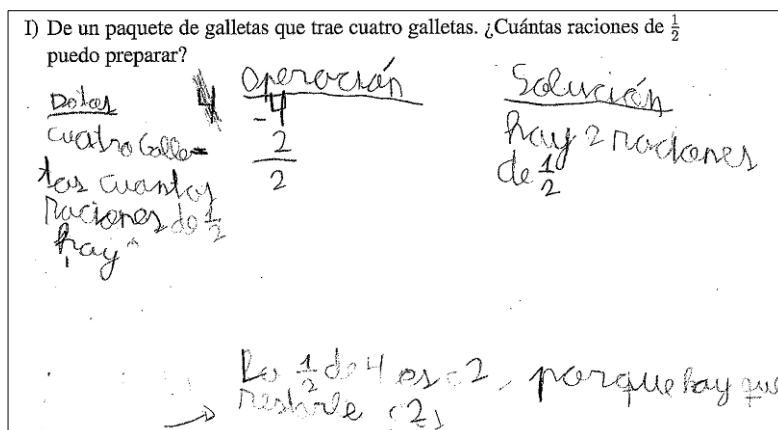 I) De un paquete de galletas que trae cuatro galletas. ¿Cuántas raciones de 1/2
puedo preparar?
Datos
cuatro Galle-
tas cuantas
Raciones de 1/2
hay
4
Operación
-4
2
2
Solución
hay 2 raciones
de 1/2
La 1/2 de 4 es 2, porque hay que
restarle (2)